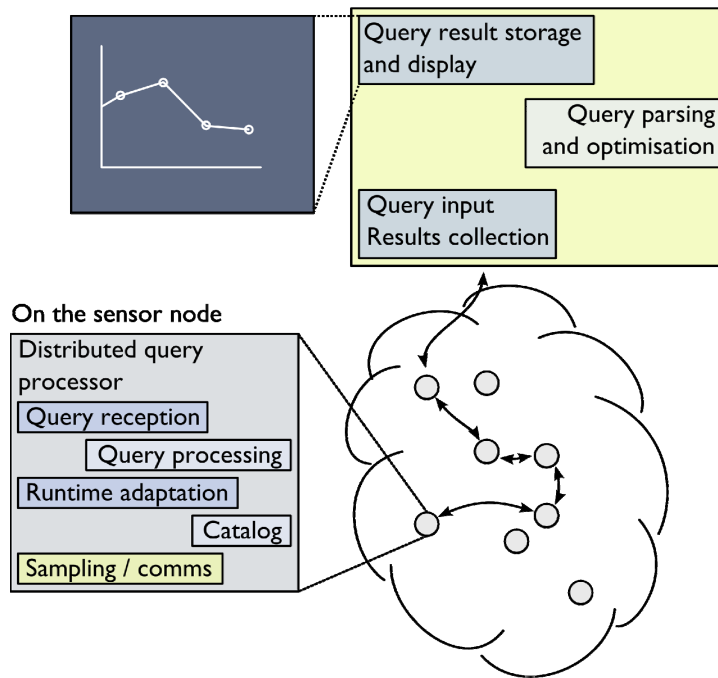 Query result storage
and display
Query parsing
and optimisation
Query input
Results collection
On the sensor node
Distributed query
processor
Query reception
Query processing
Runtime adaptation
Catalog
Sampling / comms